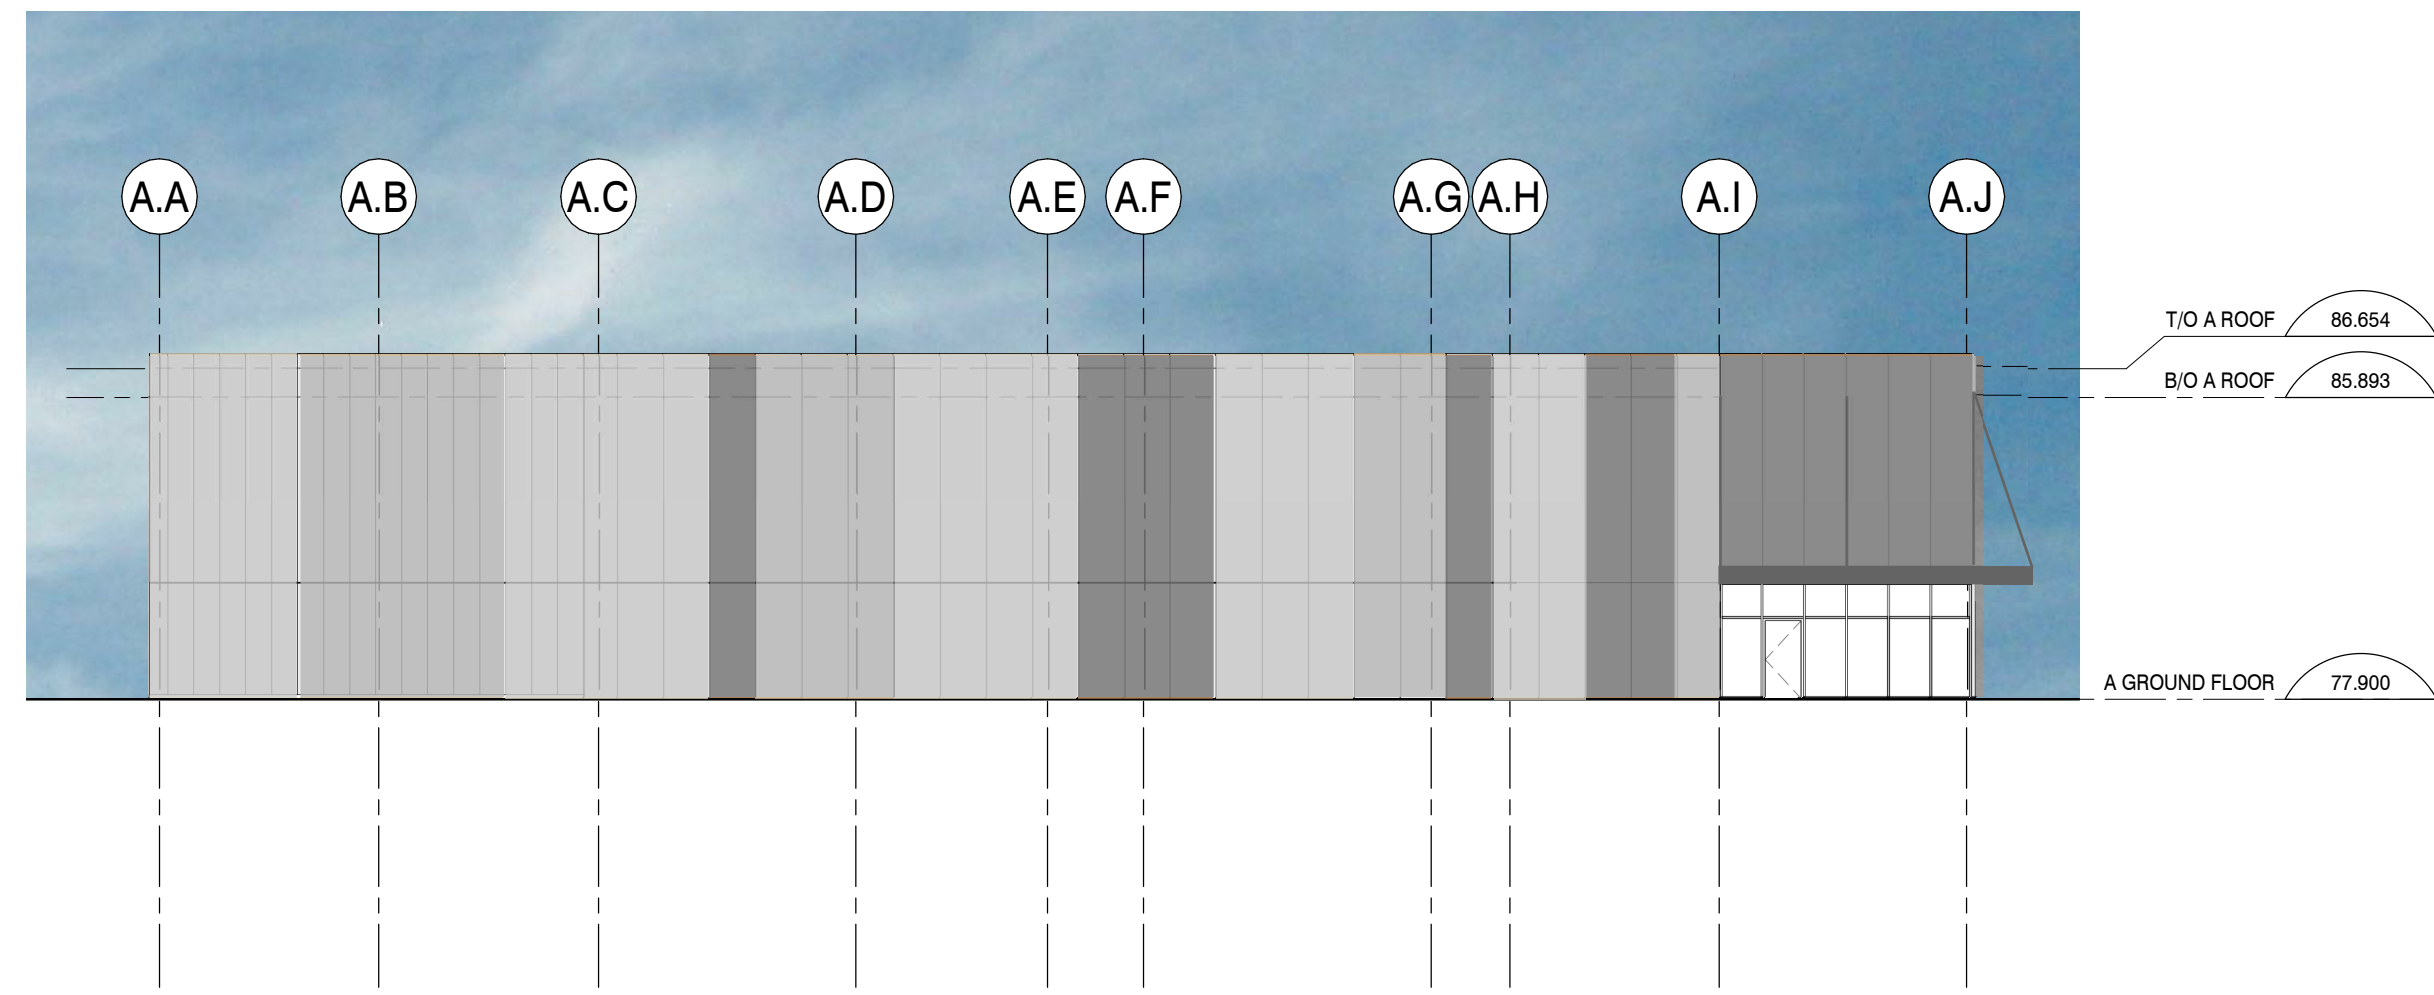 A.A A.B A.C A.D A.E A.F A.G A.H A.I A.J
T/O A ROOF 86.654
B/O A ROOF 85.893
A GROUND FLOOR 77.900